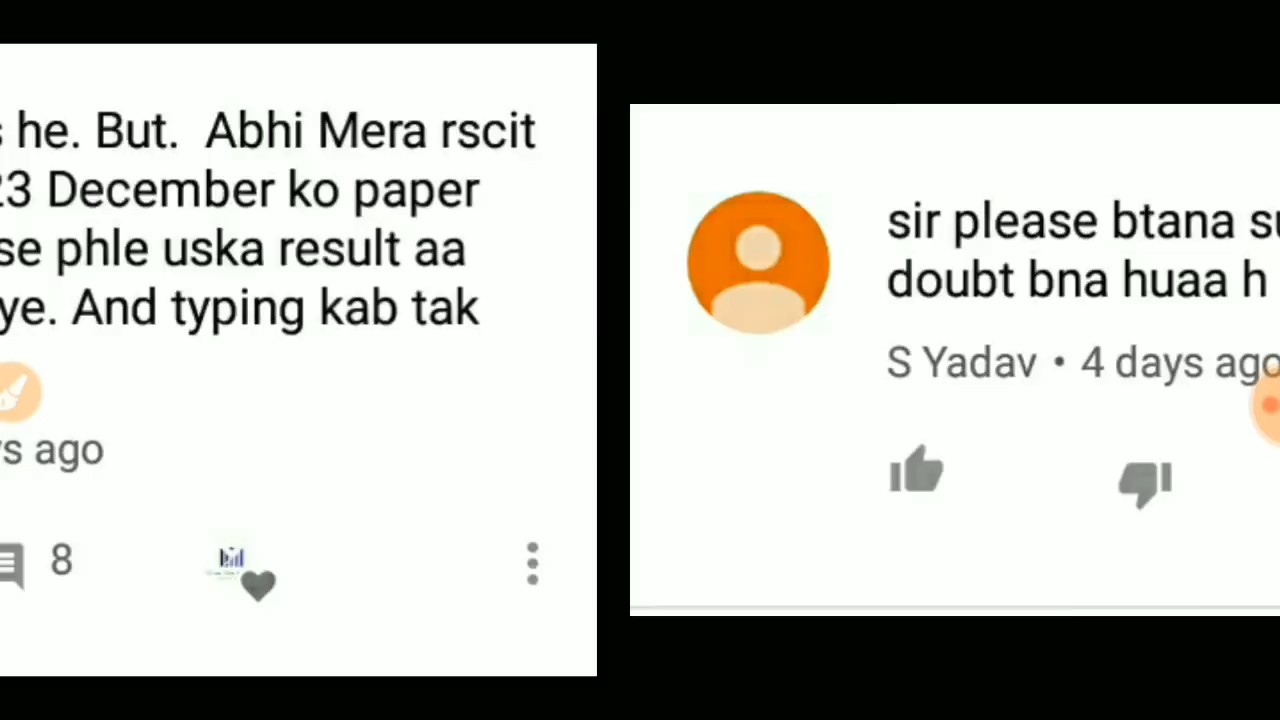 he. But. Abhi Mera rscit
23 December ko paper
se phle uska result aa
ye. And typing kab tak
ago
8
sir please btana
doubt bna huaa h
S Yadav • 4 days ago